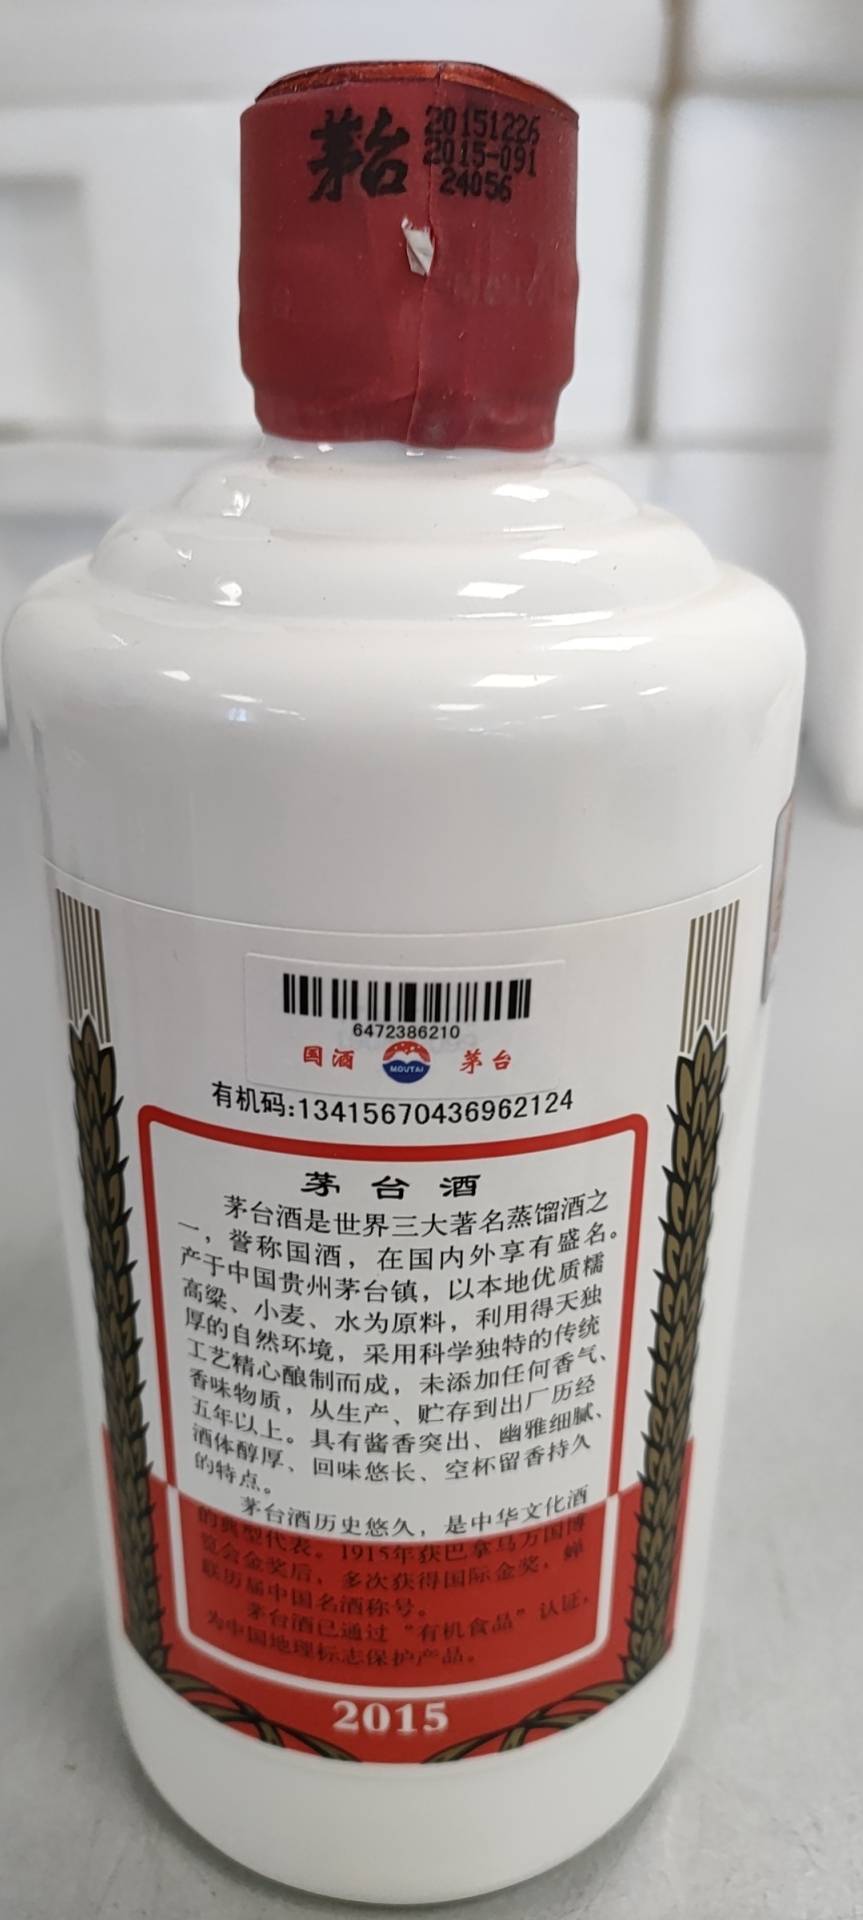 茅台
20151226
2015-091
24056
6472386210
国酒
MOUTAI
茅台
有机码:13415670436962124
茅台酒
茅台酒是世界三大著名蒸馏酒之
一，誉称国酒，在国内外享有盛名。
产于中国贵州茅台镇，以本地优质糯
高粱、小麦、水为原料，利用得天独
厚的自然环境，采用科学独特的传统
工艺精心酿制而成，未添加任何香气、
香味物质，从生产、贮存到出厂历经
五年以上。具有酱香突出、幽雅细腻、
酒体醇厚、回味悠长、空杯留香持久
的特点。
茅台酒历史悠久，是中华文化酒
的典型代表。1915年获巴拿马万国博
览会金奖后，多次获得国际金奖，蝉
联历届中国名酒称号。
茅台酒已通过“有机食品”认证，
为中国地理标志保护产品。
2015